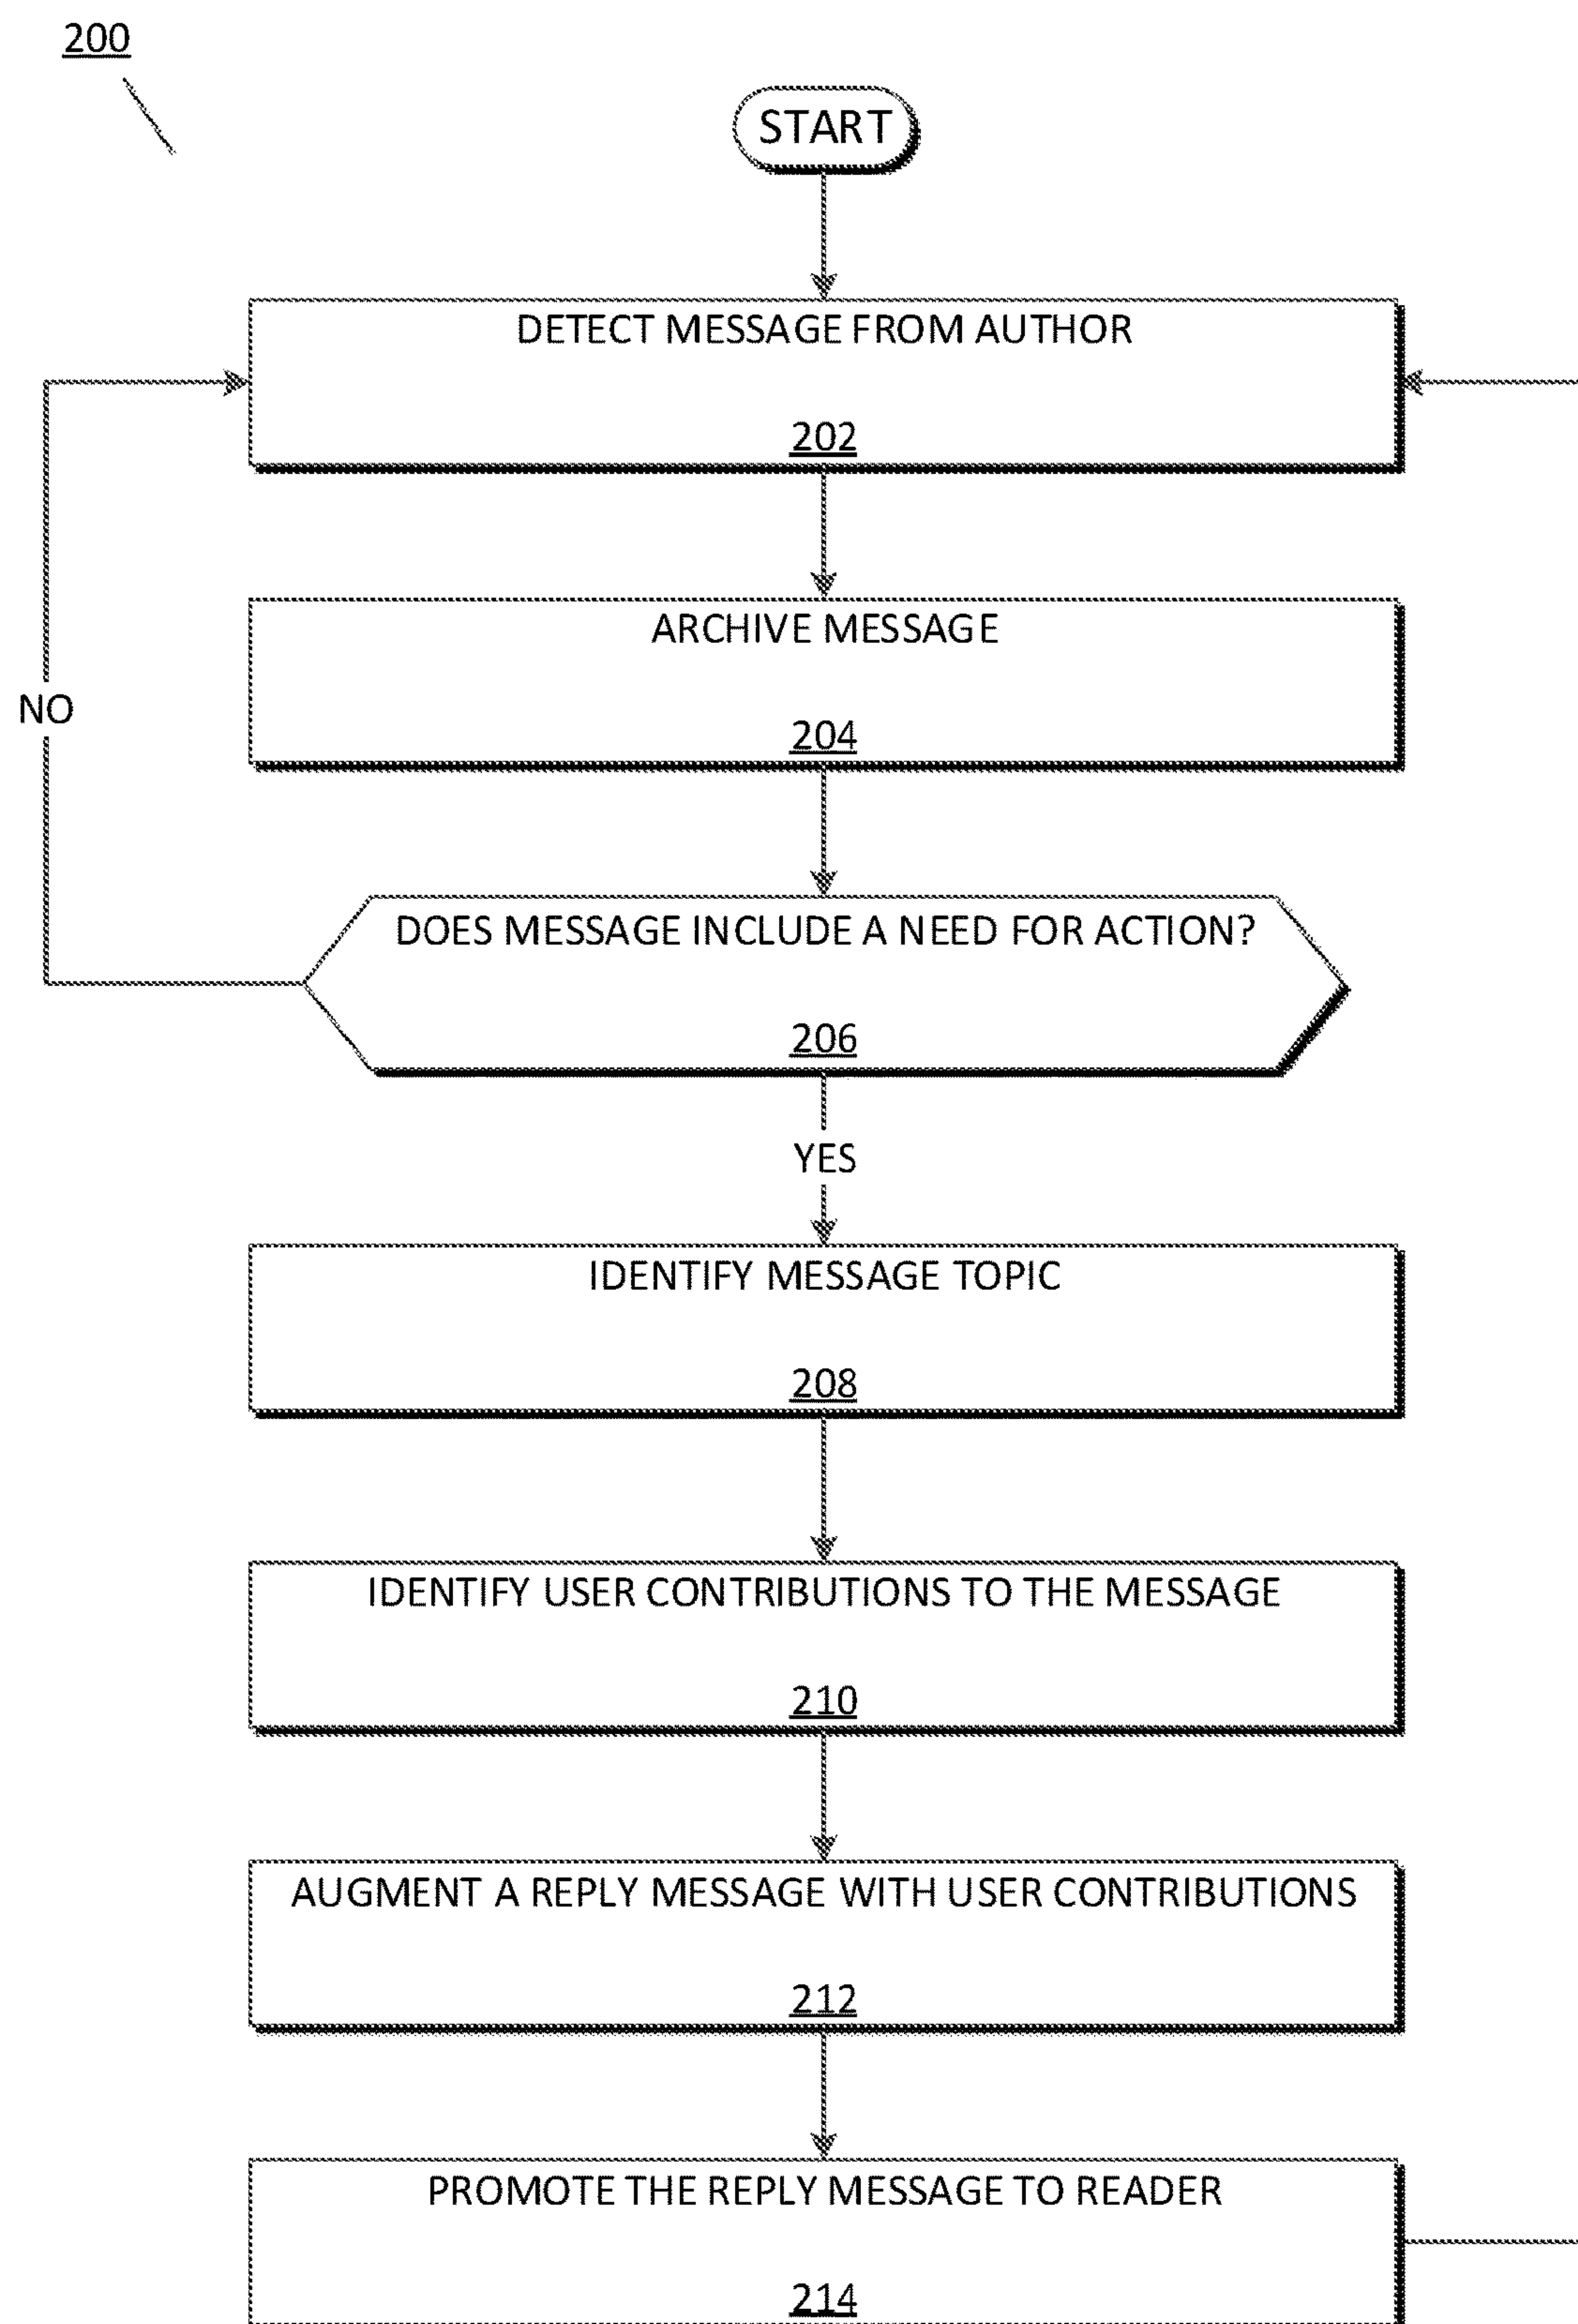 200
START
DETECT MESSAGE FROM AUTHOR
202
ARCHIVE MESSAGE
204
NO
DOES MESSAGE INCLUDE A NEED FOR ACTION?
206
YES
IDENTIFY MESSAGE TOPIC
208
IDENTIFY USER CONTRIBUTIONS TO THE MESSAGE
210
AUGMENT A REPLY MESSAGE WITH USER CONTRIBUTIONS
212
PROMOTE THE REPLY MESSAGE TO READER
214